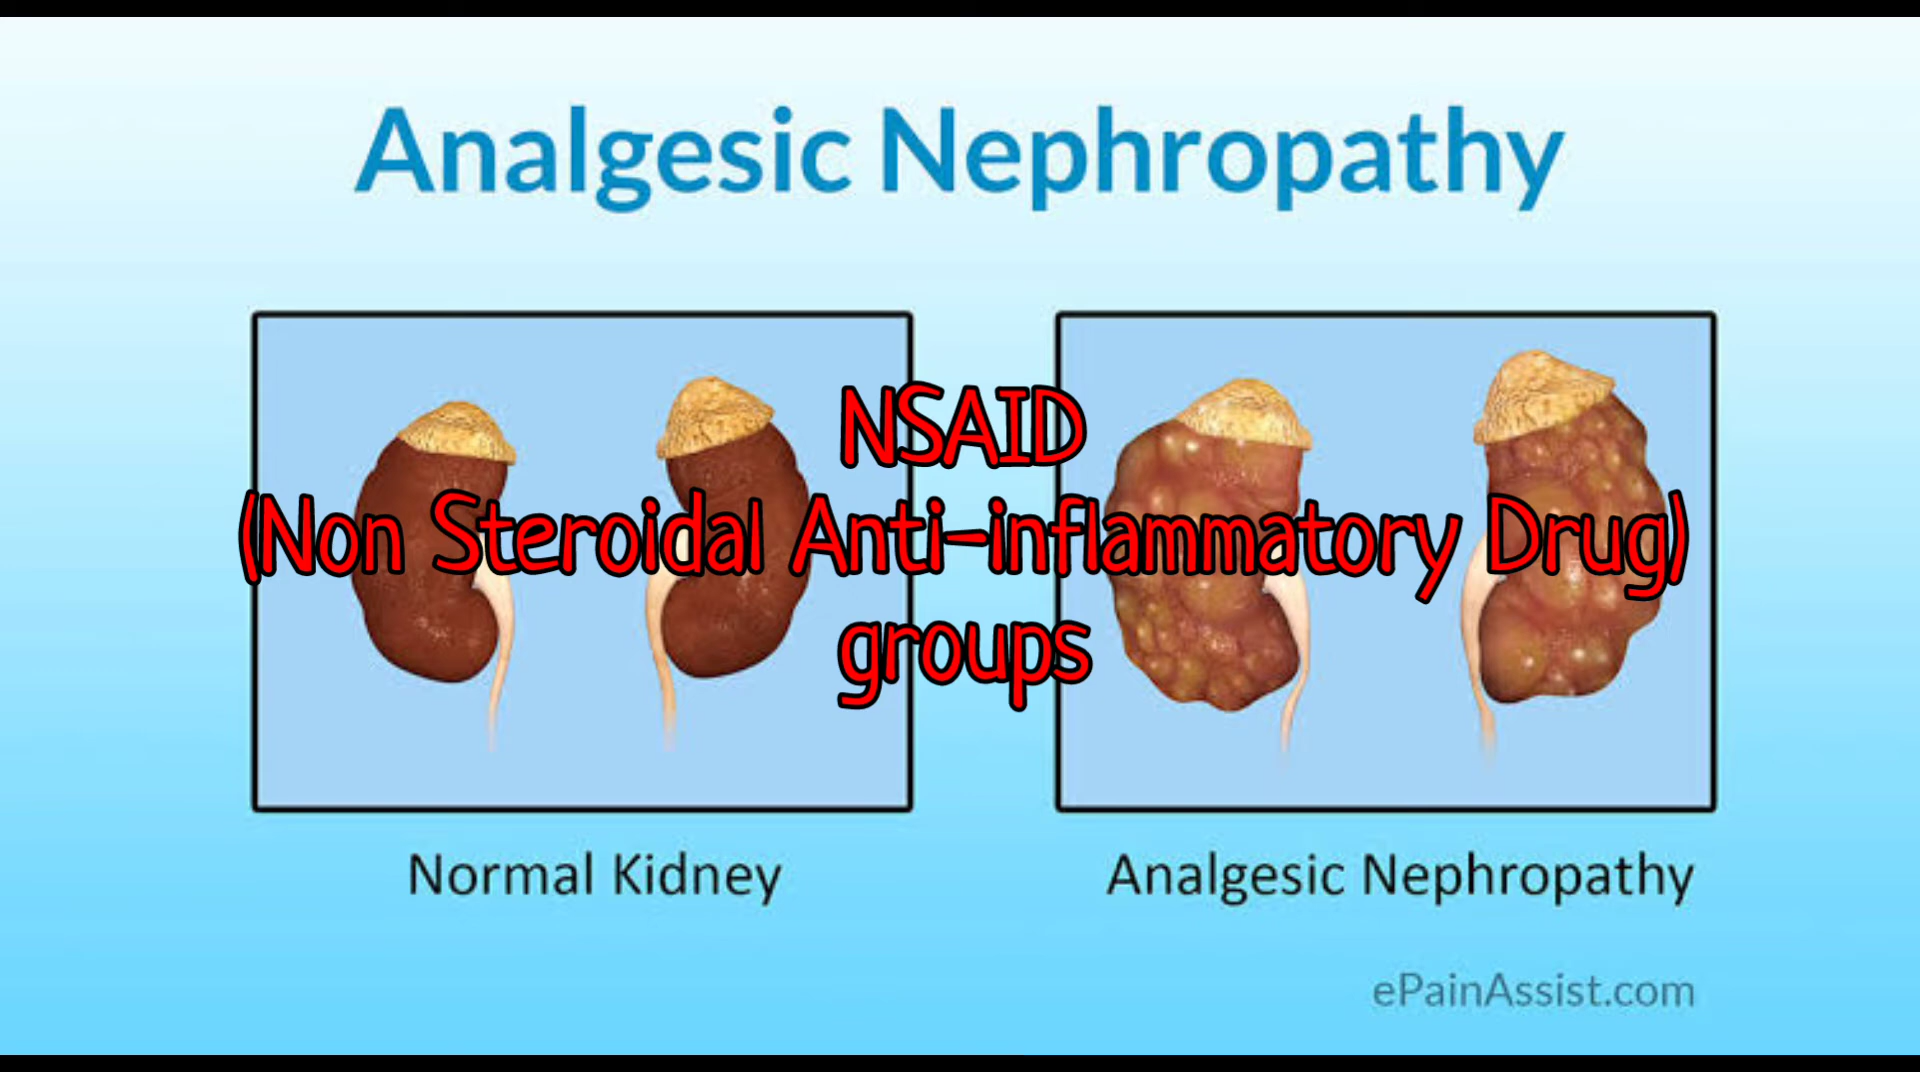 Analgesic Nephropathy
NSAID
(Non Steroidal Anti-inflammatory Drug)
groups
Normal Kidney
Analgesic Nephropathy
ePainAssist.com